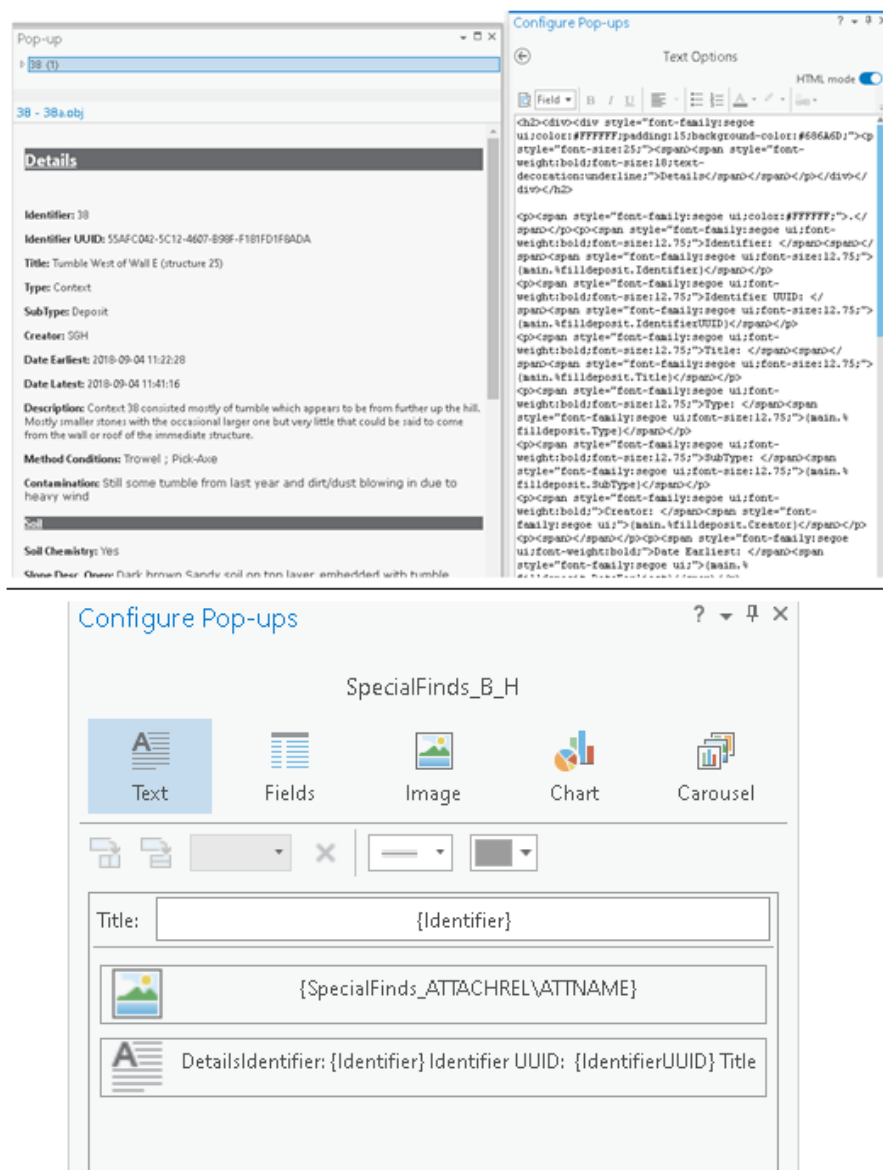 Pop-up
38 (1)
38 - 38a.obj
Details
Identifier: 38
Identifier UUID: 55AFC042-5C12-4607-B98F-F181FD1F8ADA
Title: Tumble West of Wall E (structure 25)
Type: Context
SubType: Deposit
Creator: SGH
Date Earliest: 2018-09-04 11:22:28
Date Latest: 2018-09-04 11:41:16
Description: Context 38 consisted mostly of tumble which appears to be from further up the hill.
Mostly smaller stones with the occasional larger one but very little that could be said to come
from the wall or roof of the immediate structure.
Method Conditions: Trowel ; Pick-Axe
Contamination: Still some tumble from last year and dirt/dust blowing in due to
heavy wind
Soil
Soil Chemistry: Yes
Slope Desc. Open: Dark brown Sandy soil on top layer, embedded with tumble
Configure Pop-ups
?
Text Options
HTML mode
Field
B I U
A
<h2><div><div style="font-family:segoe
ui;color:#FFFFFF;padding:15;background-color:#686A6D;"><p
style="font-size:25;"><span><span style="font-
weight:bold;font-size:18;text-
decoration:underline;">Details</span></span></p></div></
div></h2>
<p><span style="font-family:segoe ui;color:#FFFFFF;">.</
span></p><p><span style="font-family:segoe ui;font-
weight:bold;font-size:12.75;">Identifier: </span><span></
span><span style="font-family:segoe ui;font-size:12.75;">
{main.%filldeposit.Identifier}</span></p>
<p><span style="font-family:segoe ui;font-
weight:bold;font-size:12.75;">Identifier UUID: </
span><span style="font-family:segoe ui;font-size:12.75;">
{main.%filldeposit.IdentifierUUID}</span></p>
<p><span style="font-family:segoe ui;font-
weight:bold;font-size:12.75;">Title: </span><span></
span><span style="font-family:segoe ui;font-size:12.75;">
{main.%filldeposit.Title}</span></p>
<p><span style="font-family:segoe ui;font-
weight:bold;font-size:12.75;">Type: </span><span
style="font-family:segoe ui;font-size:12.75;">{main.%
filldeposit.Type}</span></p>
<p><span style="font-family:segoe ui;font-
weight:bold;font-size:12.75;">SubType: </span><span
style="font-family:segoe ui;font-size:12.75;">{main.%
filldeposit.SubType}</span></p>
<p><span style="font-family:segoe ui;font-
weight:bold;">Creator: </span><span style="font-
family:segoe ui;">{main.%filldeposit.Creator}</span></p>
<p><span></span></p><p><span style="font-family:segoe
ui;font-weight:bold;">Date Earliest: </span><span
style="font-family:segoe ui;">{main.%
filldeposit.DateEarliest}</span></p>
Configure Pop-ups
?
SpecialFinds_B_H
Text Fields Image Chart Carousel
Title: {Identifier}
{SpecialFinds_ATTACHREL\ATTNAME}
DetailsIdentifier: {Identifier} Identifier UUID: {IdentifierUUID} Title